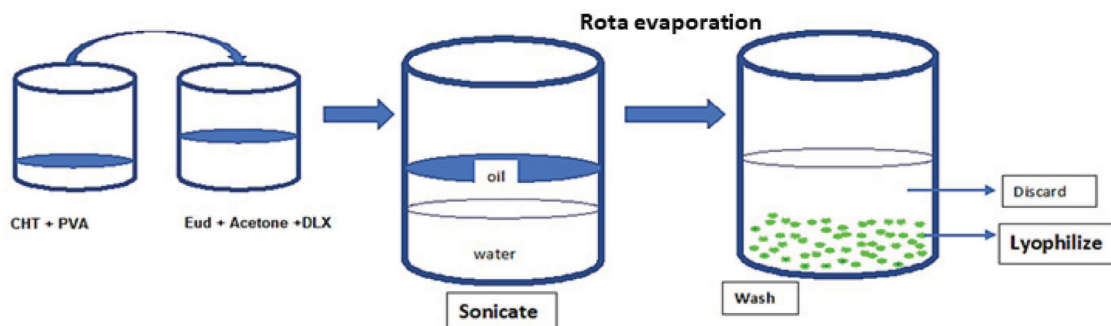 Rota evaporation
CHT + PVA
Eud + Acetone +DLX
oil
water
Sonicate
Discard
Lyophilize
Wash